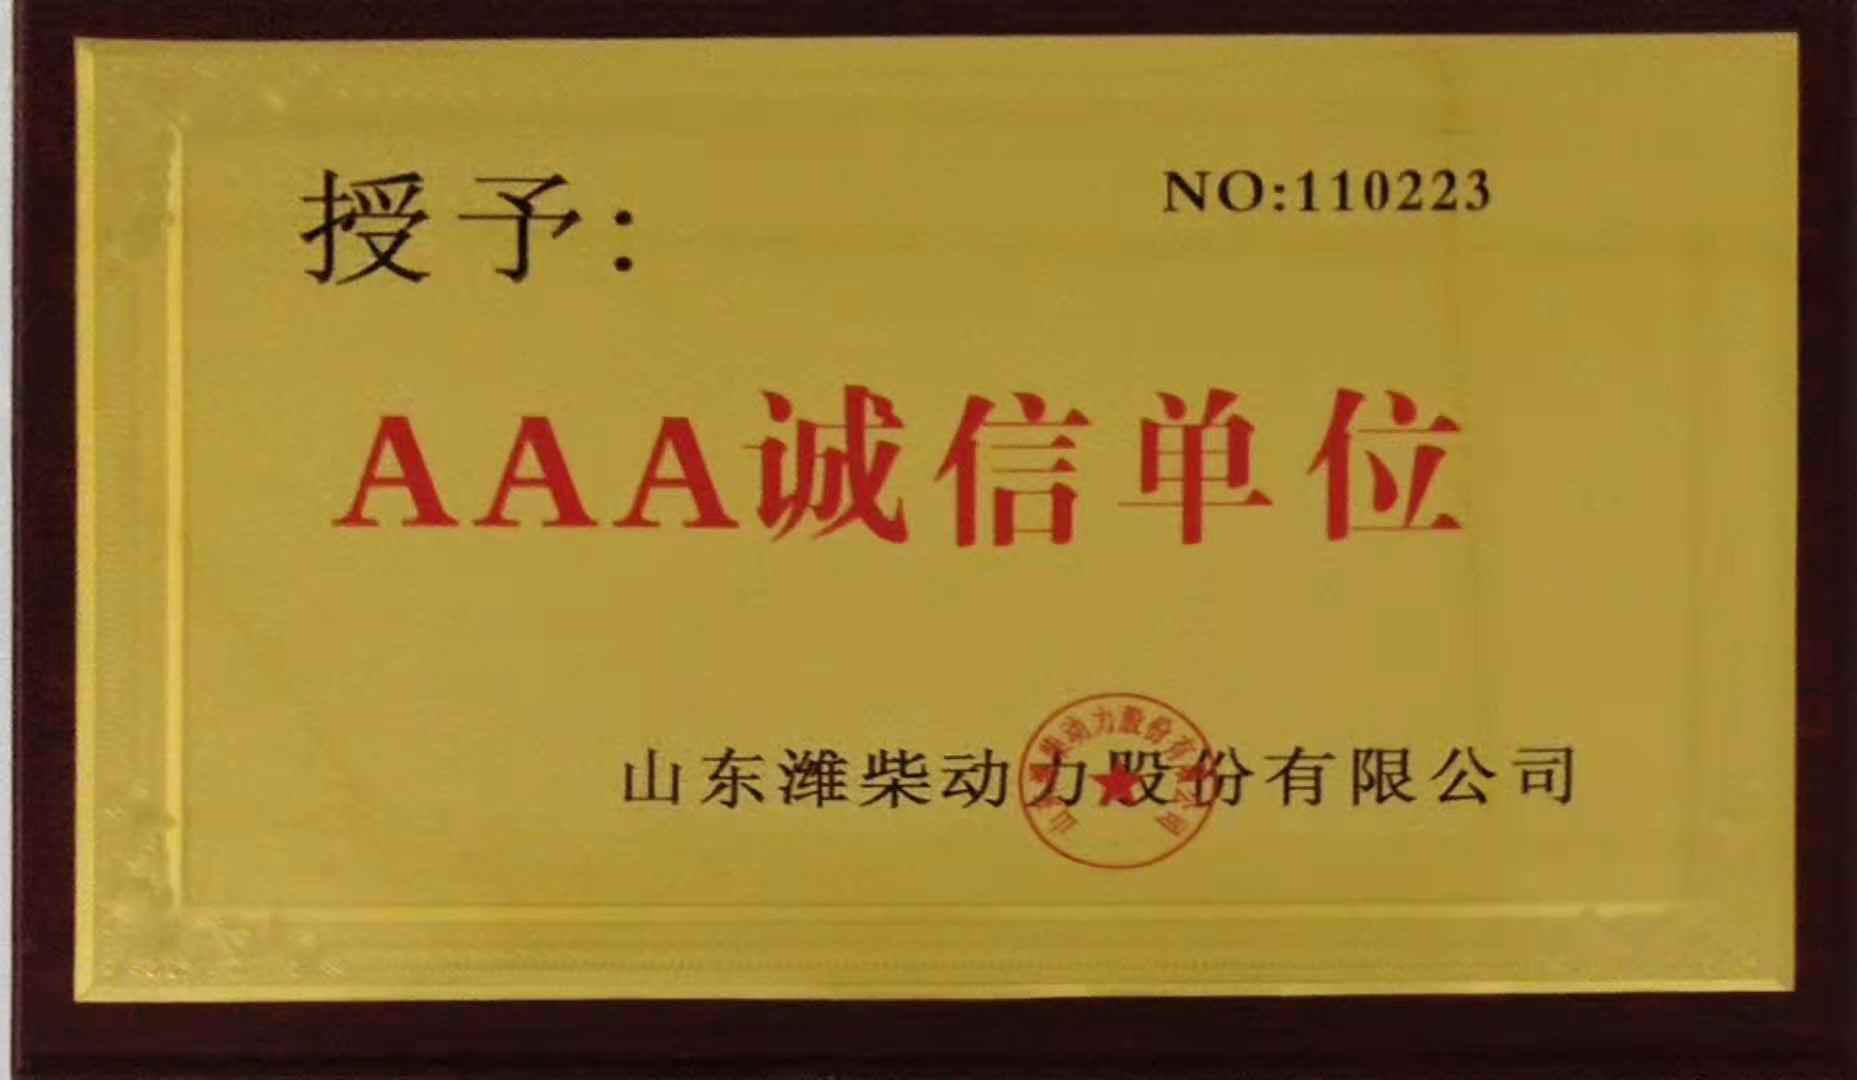 授予：
NO:110223
AAA诚信单位
山东潍柴动力股份有限公司